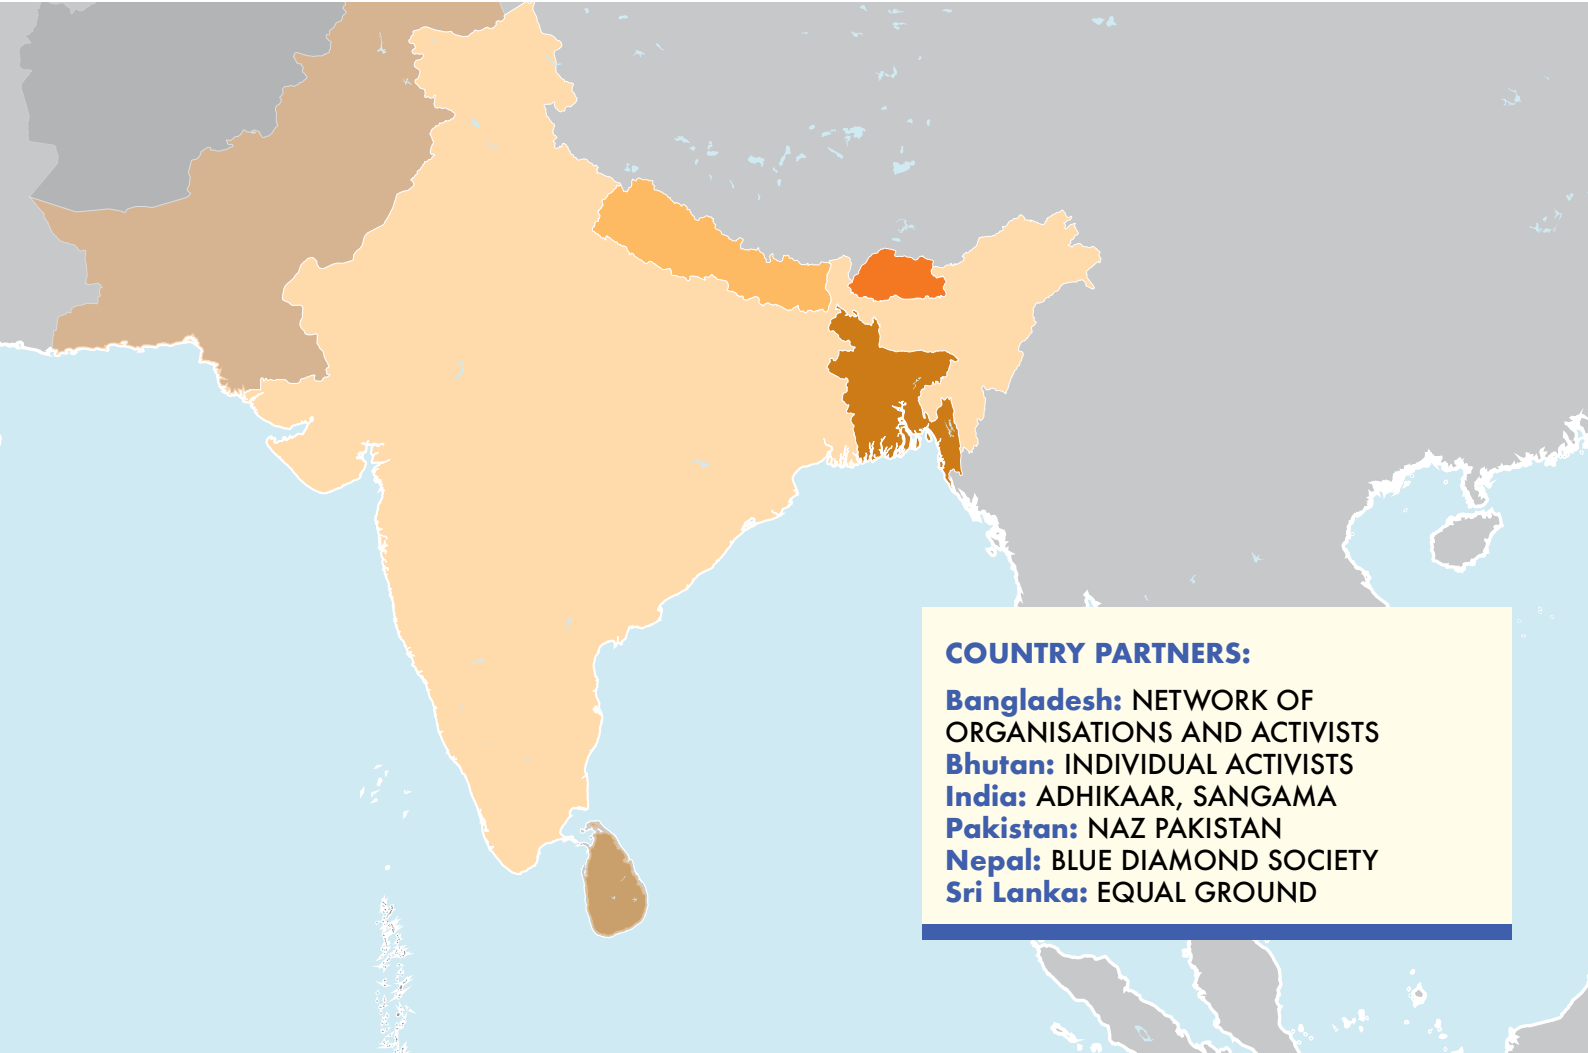 COUNTRY PARTNERS:
Bangladesh: NETWORK OF
ORGANISATIONS AND ACTIVISTS
Bhutan: INDIVIDUAL ACTIVISTS
India: ADHIKAAR, SANGAMA
Pakistan: NAZ PAKISTAN
Nepal: BLUE DIAMOND SOCIETY
Sri Lanka: EQUAL GROUND